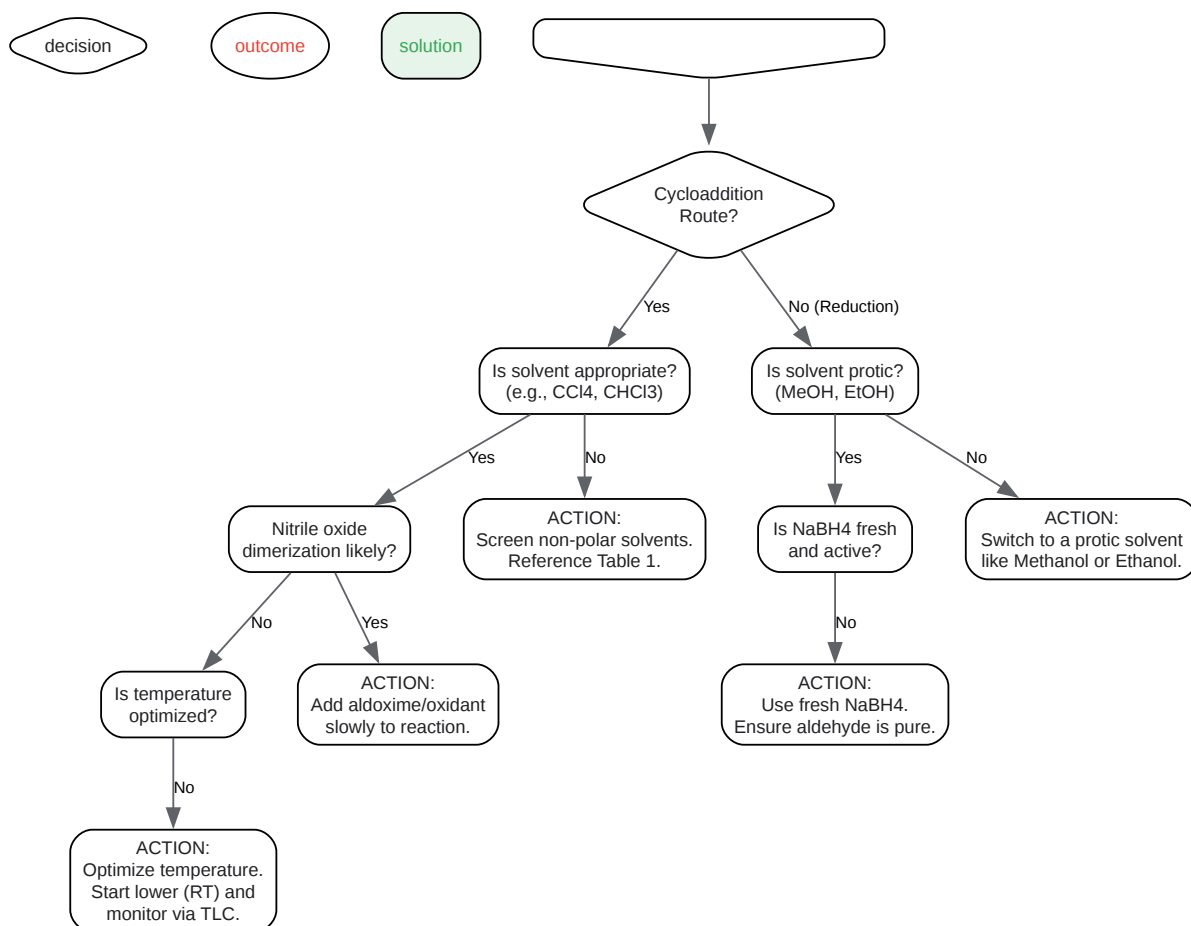 decision
outcome
solution
Cycloaddition
Route?
Yes
No (Reduction)
Is solvent appropriate?
(e.g., CCl4, CHCl3)
Is solvent protic?
(MeOH, EtOH)
Yes
No
Yes
No
Nitrile oxide
dimerization likely?
ACTION:
Screen non-polar solvents.
Reference Table 1.
Is NaBH4 fresh
and active?
ACTION:
Switch to a protic solvent
like Methanol or Ethanol.
No
Yes
No
Is temperature
optimized?
ACTION:
Add aldoxime/oxidant
slowly to reaction.
ACTION:
Use fresh NaBH4.
Ensure aldehyde is pure.
No
ACTION:
Optimize temperature.
Start lower (RT) and
monitor via TLC.